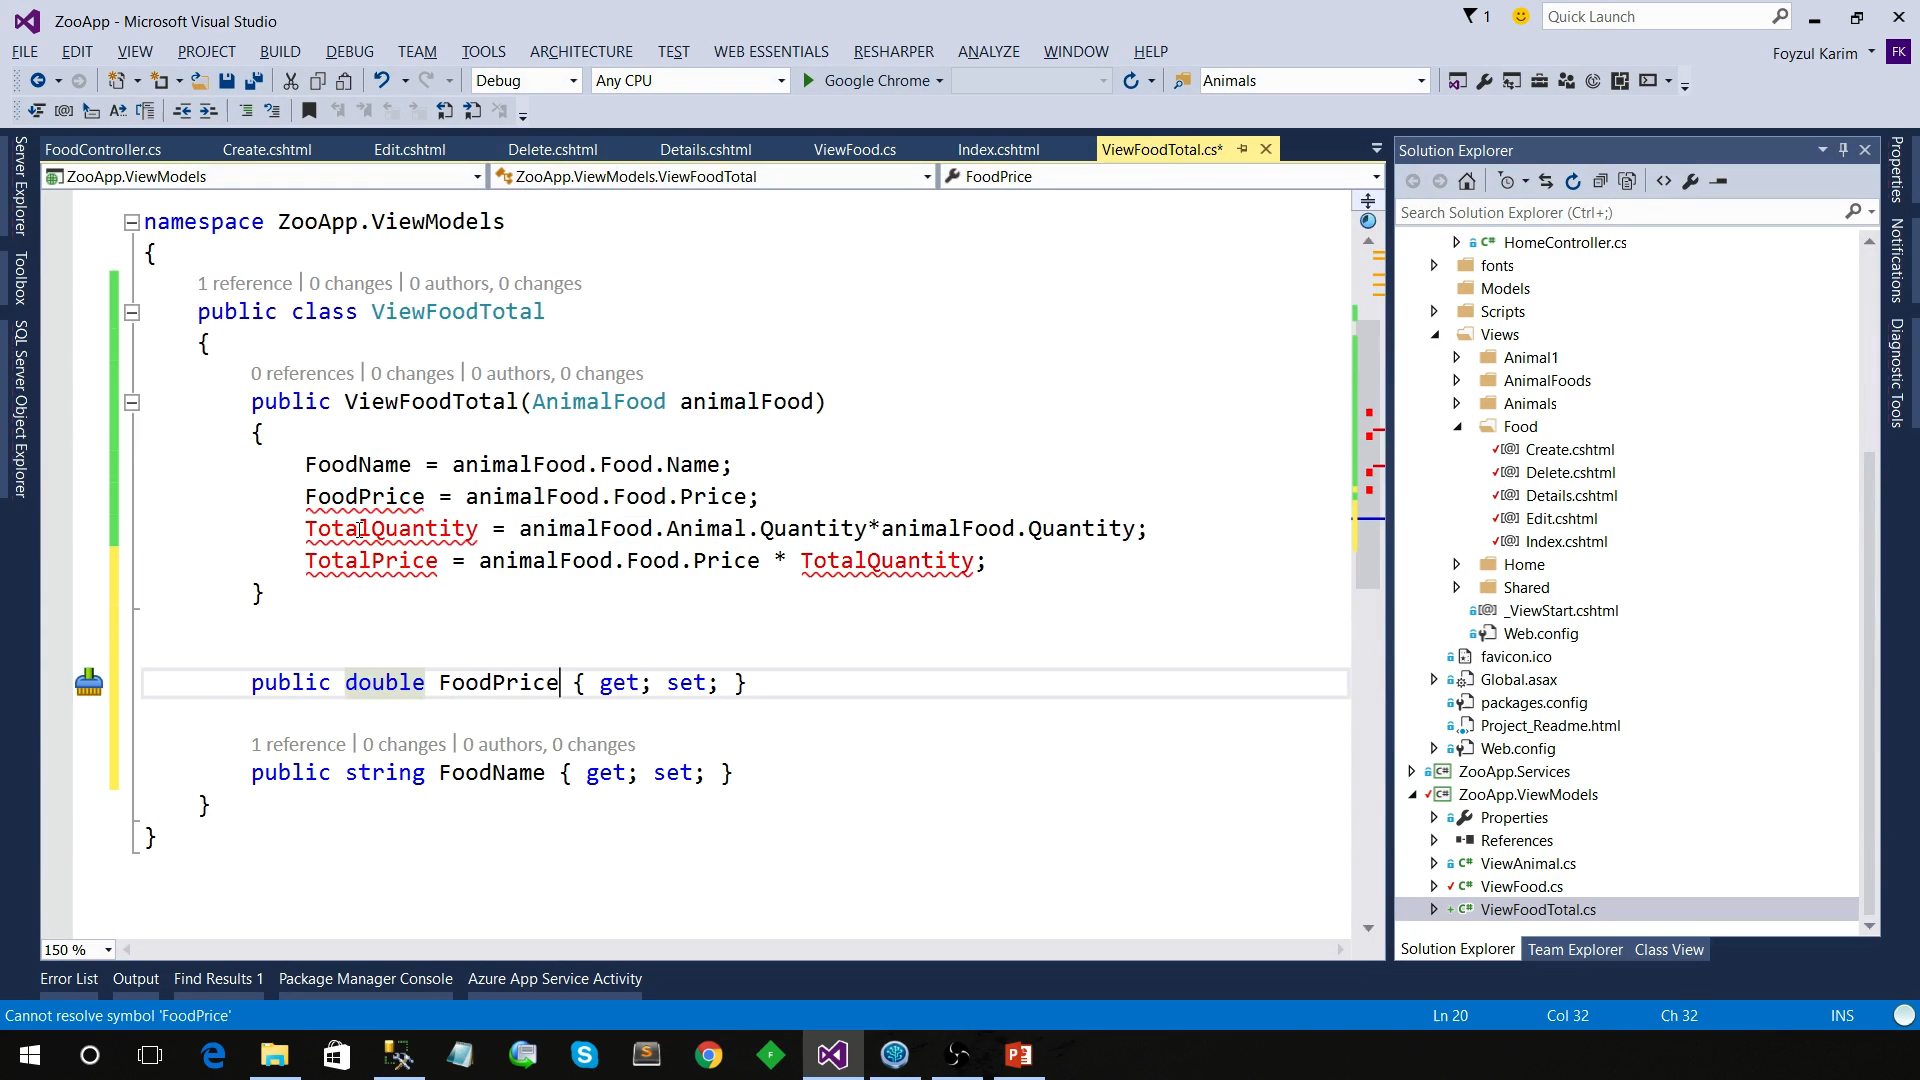 ZooApp - Microsoft Visual Studio
1
Quick Launch
FILE EDIT VIEW PROJECT BUILD DEBUG TEAM TOOLS ARCHITECTURE TEST WEB ESSENTIALS RESHARPER ANALYZE WINDOW HELP
Foyzul Karim FK
Debug Any CPU Google Chrome Animals
FoodController.cs Create.cshtml Edit.cshtml Delete.cshtml Details.cshtml ViewFood.cs Index.cshtml ViewFoodTotal.cs*
ZooApp.ViewModels ZooApp.ViewModels.ViewFoodTotal FoodPrice
Server Explorer
Toolbox
SQL Server Object Explorer
namespace ZooApp.ViewModels
{
1 reference | 0 changes | 0 authors, 0 changes
public class ViewFoodTotal
{
0 references | 0 changes | 0 authors, 0 changes
public ViewFoodTotal(AnimalFood animalFood)
{
FoodName = animalFood.Food.Name;
FoodPrice = animalFood.Food.Price;
TotalQuantity = animalFood.Animal.Quantity*animalFood.Quantity;
TotalPrice = animalFood.Food.Price * TotalQuantity;
}
public double FoodPrice { get; set; }
1 reference | 0 changes | 0 authors, 0 changes
public string FoodName { get; set; }
}
}
150 %
Solution Explorer
Search Solution Explorer (Ctrl+;)
HomeController.cs
fonts
Models
Scripts
Views
Animal1
AnimalFoods
Animals
Food
Create.cshtml
Delete.cshtml
Details.cshtml
Edit.cshtml
Index.cshtml
Home
Shared
_ViewStart.cshtml
Web.config
favicon.ico
Global.asax
packages.config
Project_Readme.html
Web.config
ZooApp.Services
ZooApp.ViewModels
Properties
References
ViewAnimal.cs
ViewFood.cs
ViewFoodTotal.cs
Solution Explorer Team Explorer Class View
Properties
Notifications
Diagnostic Tools
Error List Output Find Results 1 Package Manager Console Azure App Service Activity
Cannot resolve symbol 'FoodPrice' Ln 20 Col 32 Ch 32 INS